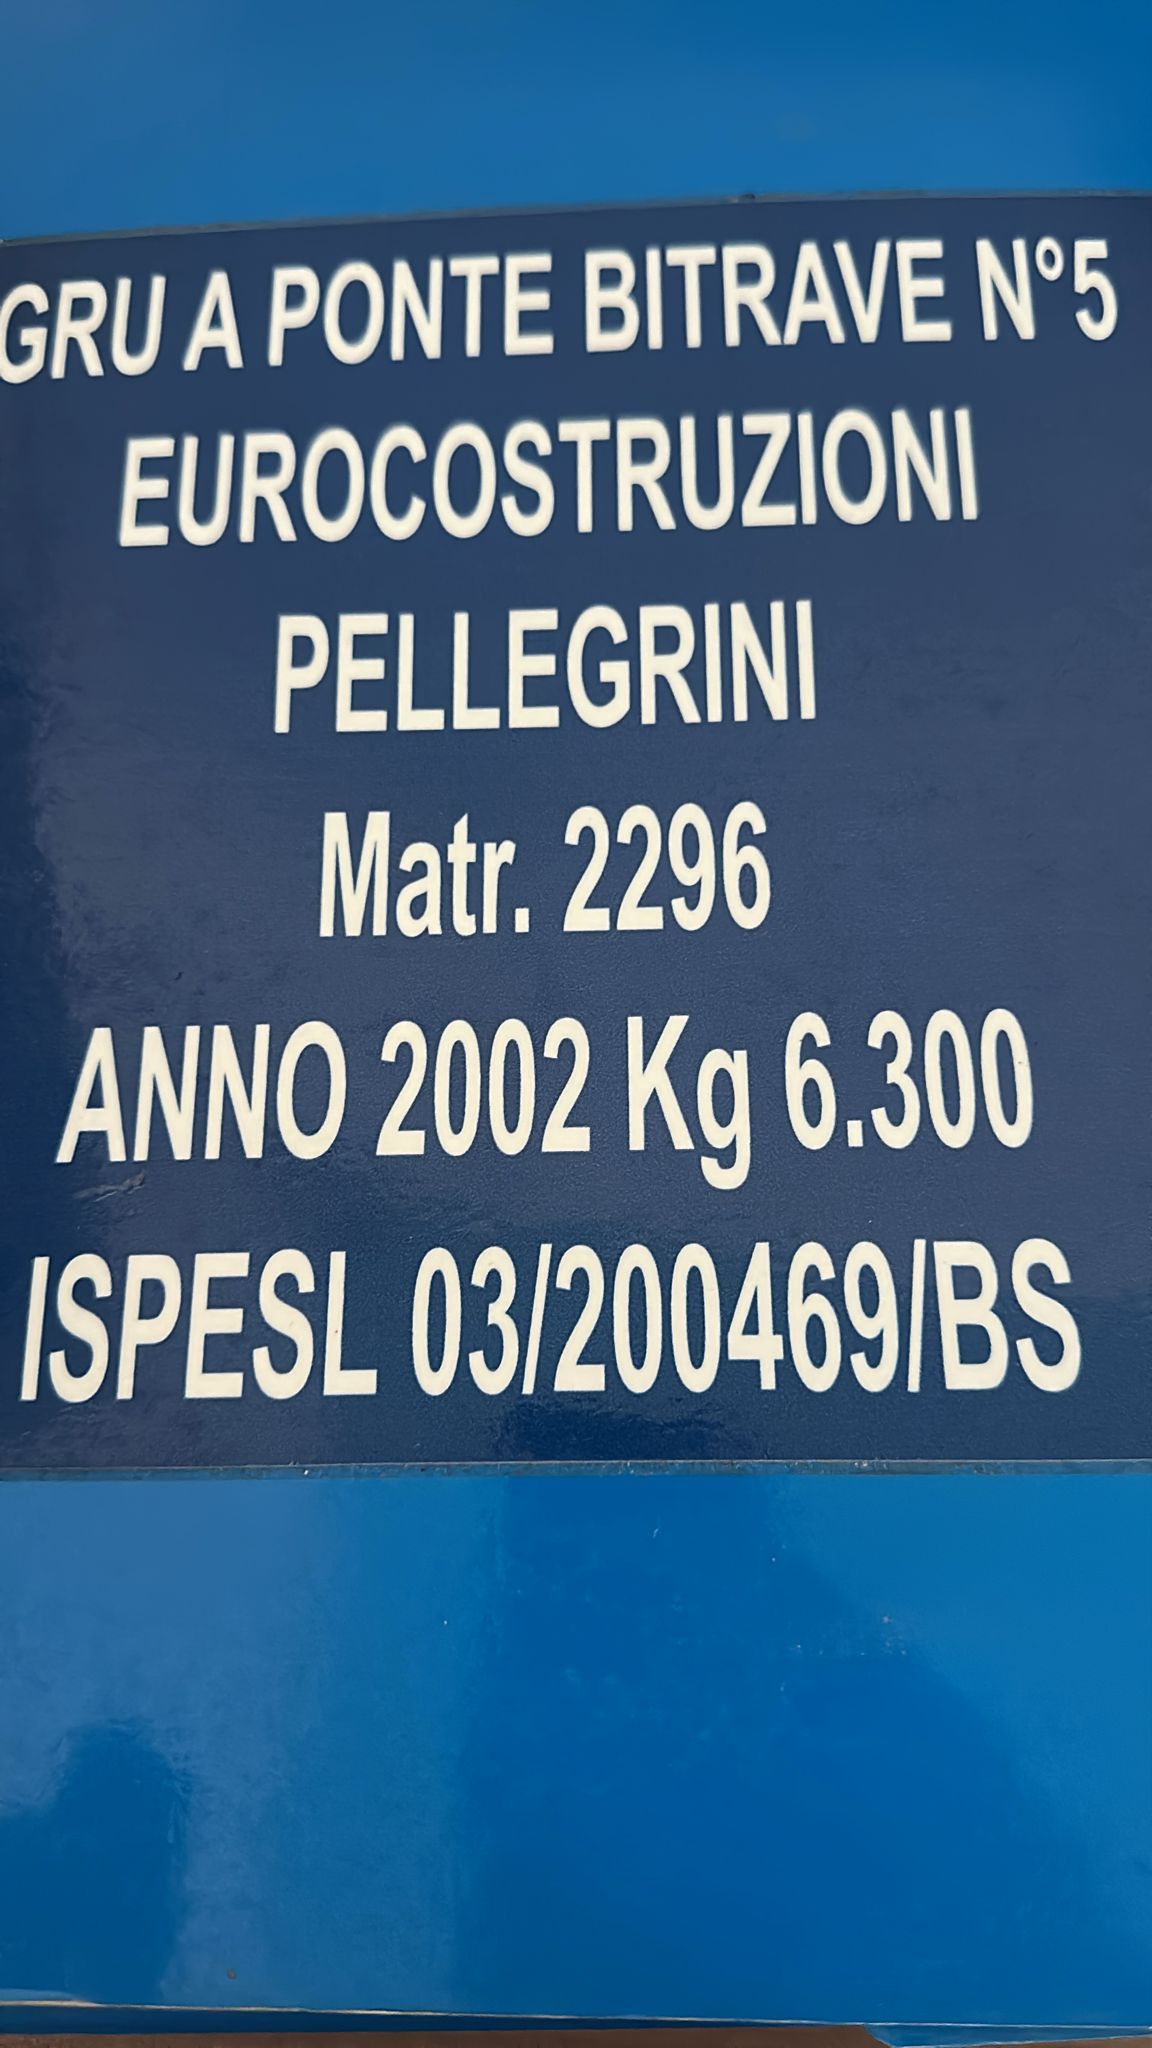 GRU A PONTE BITRAVE N°5
EUROCOSTRUZIONI
PELLEGRINI
Matr. 2296
ANNO 2002 Kg 6.300
ISPESL 03/200469/BS